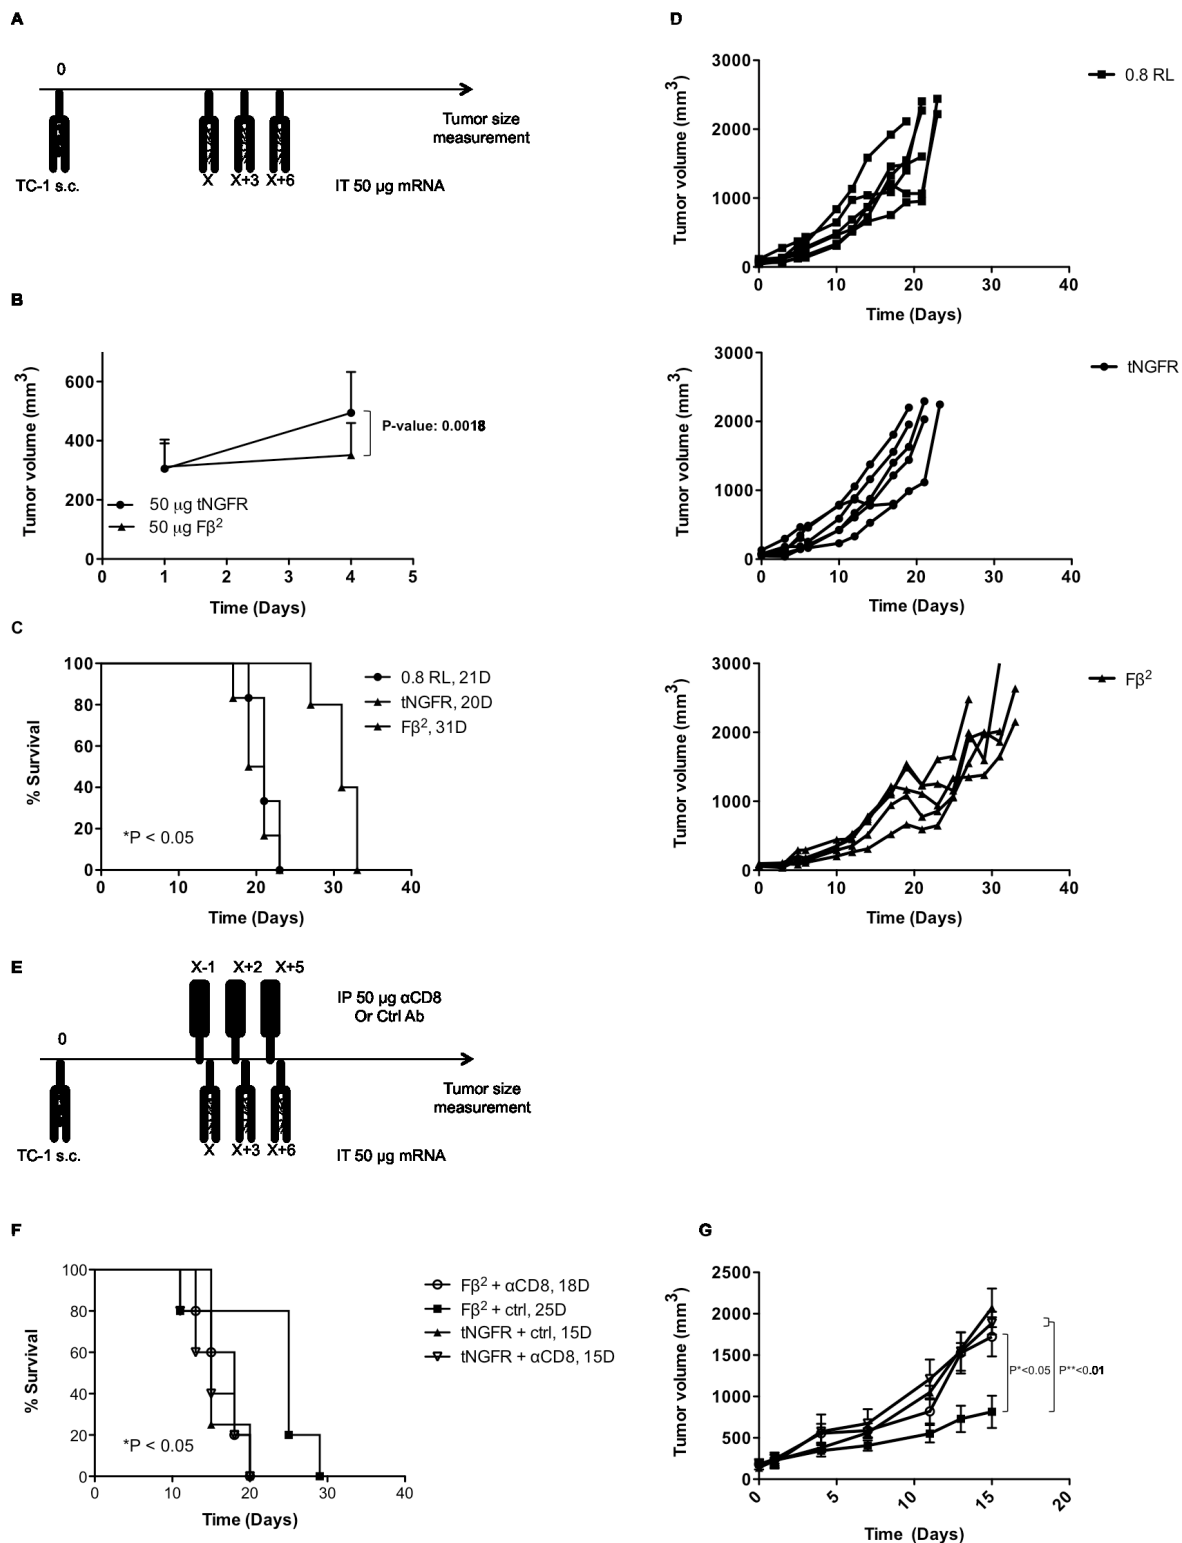 A
0
TC-1 s.c.
X
X+3
X+6
IT 50 µg mRNA
Tumor size
measurement
B
Tumor volume (mm³)
600
400
200
0
50 µg tNGFR
50 µg Fβ²
P-value: 0.0018
0 1 2 3 4 5
Time (Days)
C
% Survival
100
80
60
40
20
0
0.8 RL, 21D
tNGFR, 20D
Fβ², 31D
*P < 0.05
0 10 20 30 40
Time (Days)
D
Tumor volume (mm³)
3000
2000
1000
0
0.8 RL
0 10 20 30 40
Time (Days)
Tumor volume (mm³)
3000
2000
1000
0
tNGFR
0 10 20 30 40
Time (Days)
Tumor volume (mm³)
3000
2000
1000
0
Fβ²
0 10 20 30 40
Time (Days)
E
X-1
X+2
X+5
IP 50 µg αCD8
Or Ctrl Ab
0
TC-1 s.c.
X
X+3
X+6
IT 50 µg mRNA
Tumor size
measurement
F
% Survival
100
80
60
40
20
0
Fβ² + αCD8, 18D
Fβ² + ctrl, 25D
tNGFR + ctrl, 15D
tNGFR + αCD8, 15D
*P < 0.05
0 10 20 30 40
Time (Days)
G
Tumor volume (mm³)
2500
2000
1500
1000
500
0
P*<0.05
P**<0.01
0 5 10 15 20
Time (Days)